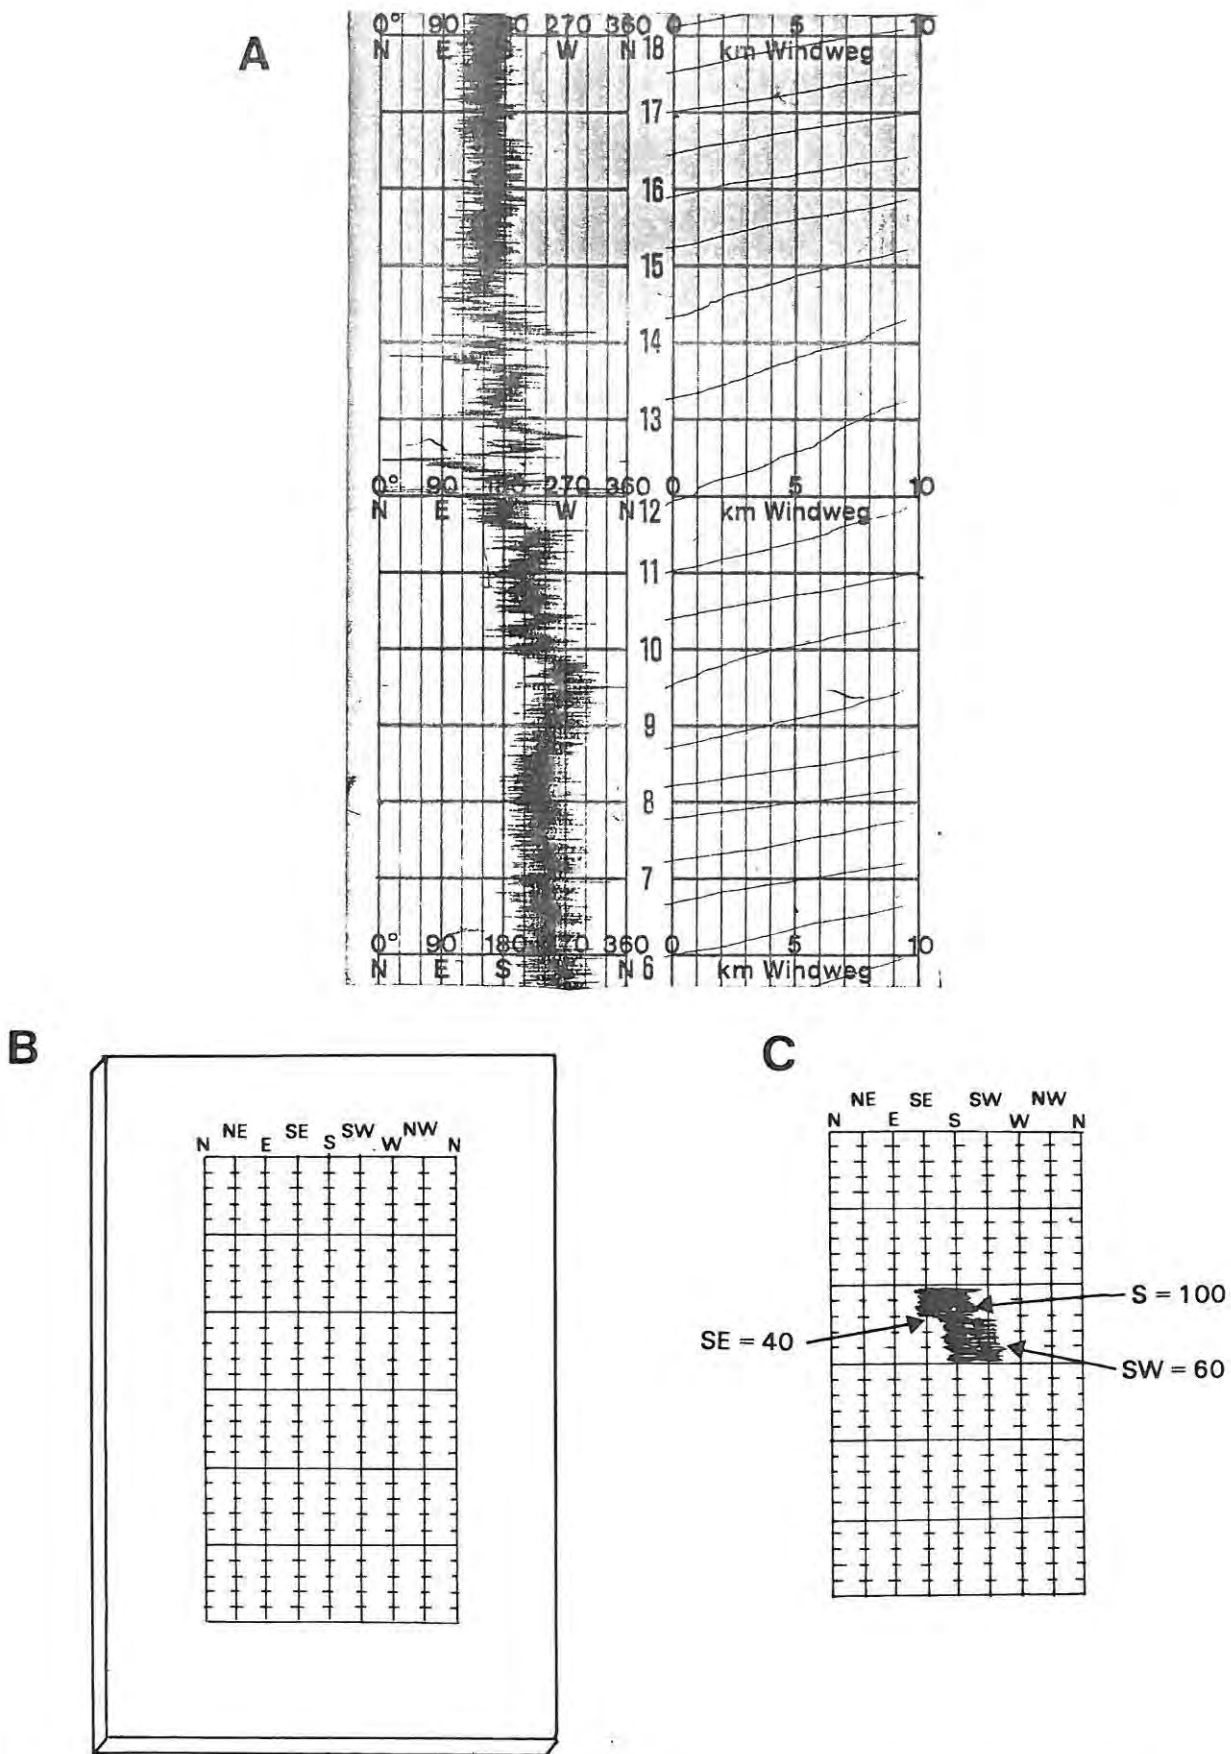 A
0° 90 270 360 0 5 10
N E S W N 18 km Windweg
17
16
15
14
13
0° 90 180 270 360 0 5 10
N E W N 12 km Windweg
11
10
9
8
7
0° 90 180 270 360 0 5 10
N E S N 6 km Windweg
B
NE SE SW NW
N E S W N
C
NE SE SW NW
N E S W N
S = 100
SE = 40
SW = 60